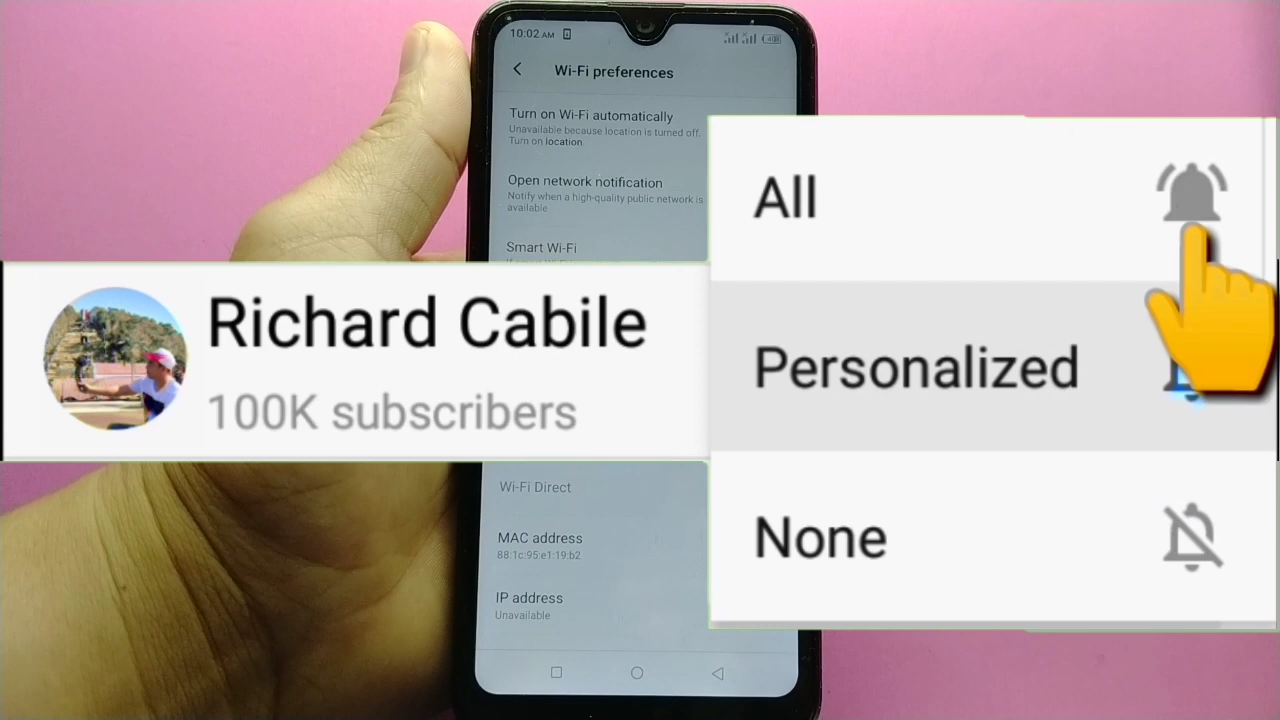 10:02 AM
Wi-Fi preferences
Turn on Wi-Fi automatically
Unavailable because location is turned off.
Turn on location.
Open network notification
Notify when a high-quality public network is
available
Smart Wi-Fi
Richard Cabile
100K subscribers
All
Personalized
None
Wi-Fi Direct
MAC address
88:1c:95:e1:19:b2
IP address
Unavailable